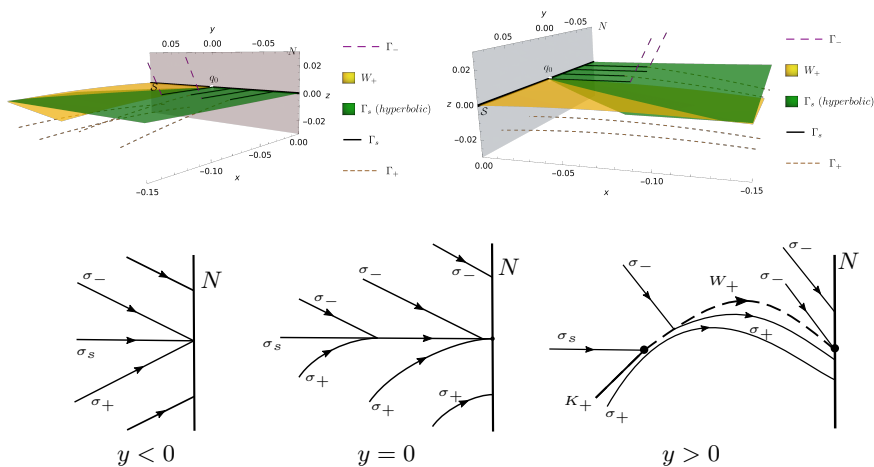 y
0.05
0.00
−0.05
N
0.02
z
0.00
−0.02
S
q₀
0.00
−0.05
−0.10
−0.15
x
Γ−
W+
Γs (hyperbolic)
Γs
Γ+
y
0.05
0.00
−0.05
N
0.02
z 0.00
−0.02
q₀
S
0.00
−0.05
−0.10
−0.15
x
Γ−
W+
Γs (hyperbolic)
Γs
Γ+
σ−
N
σs
σ+
y < 0
σ−
σ−
σ−
N
σs
σ+
σ+
σ+
y = 0
σ−
σ−
N
σ−
W+
σs
σ+
K+
σ+
y > 0